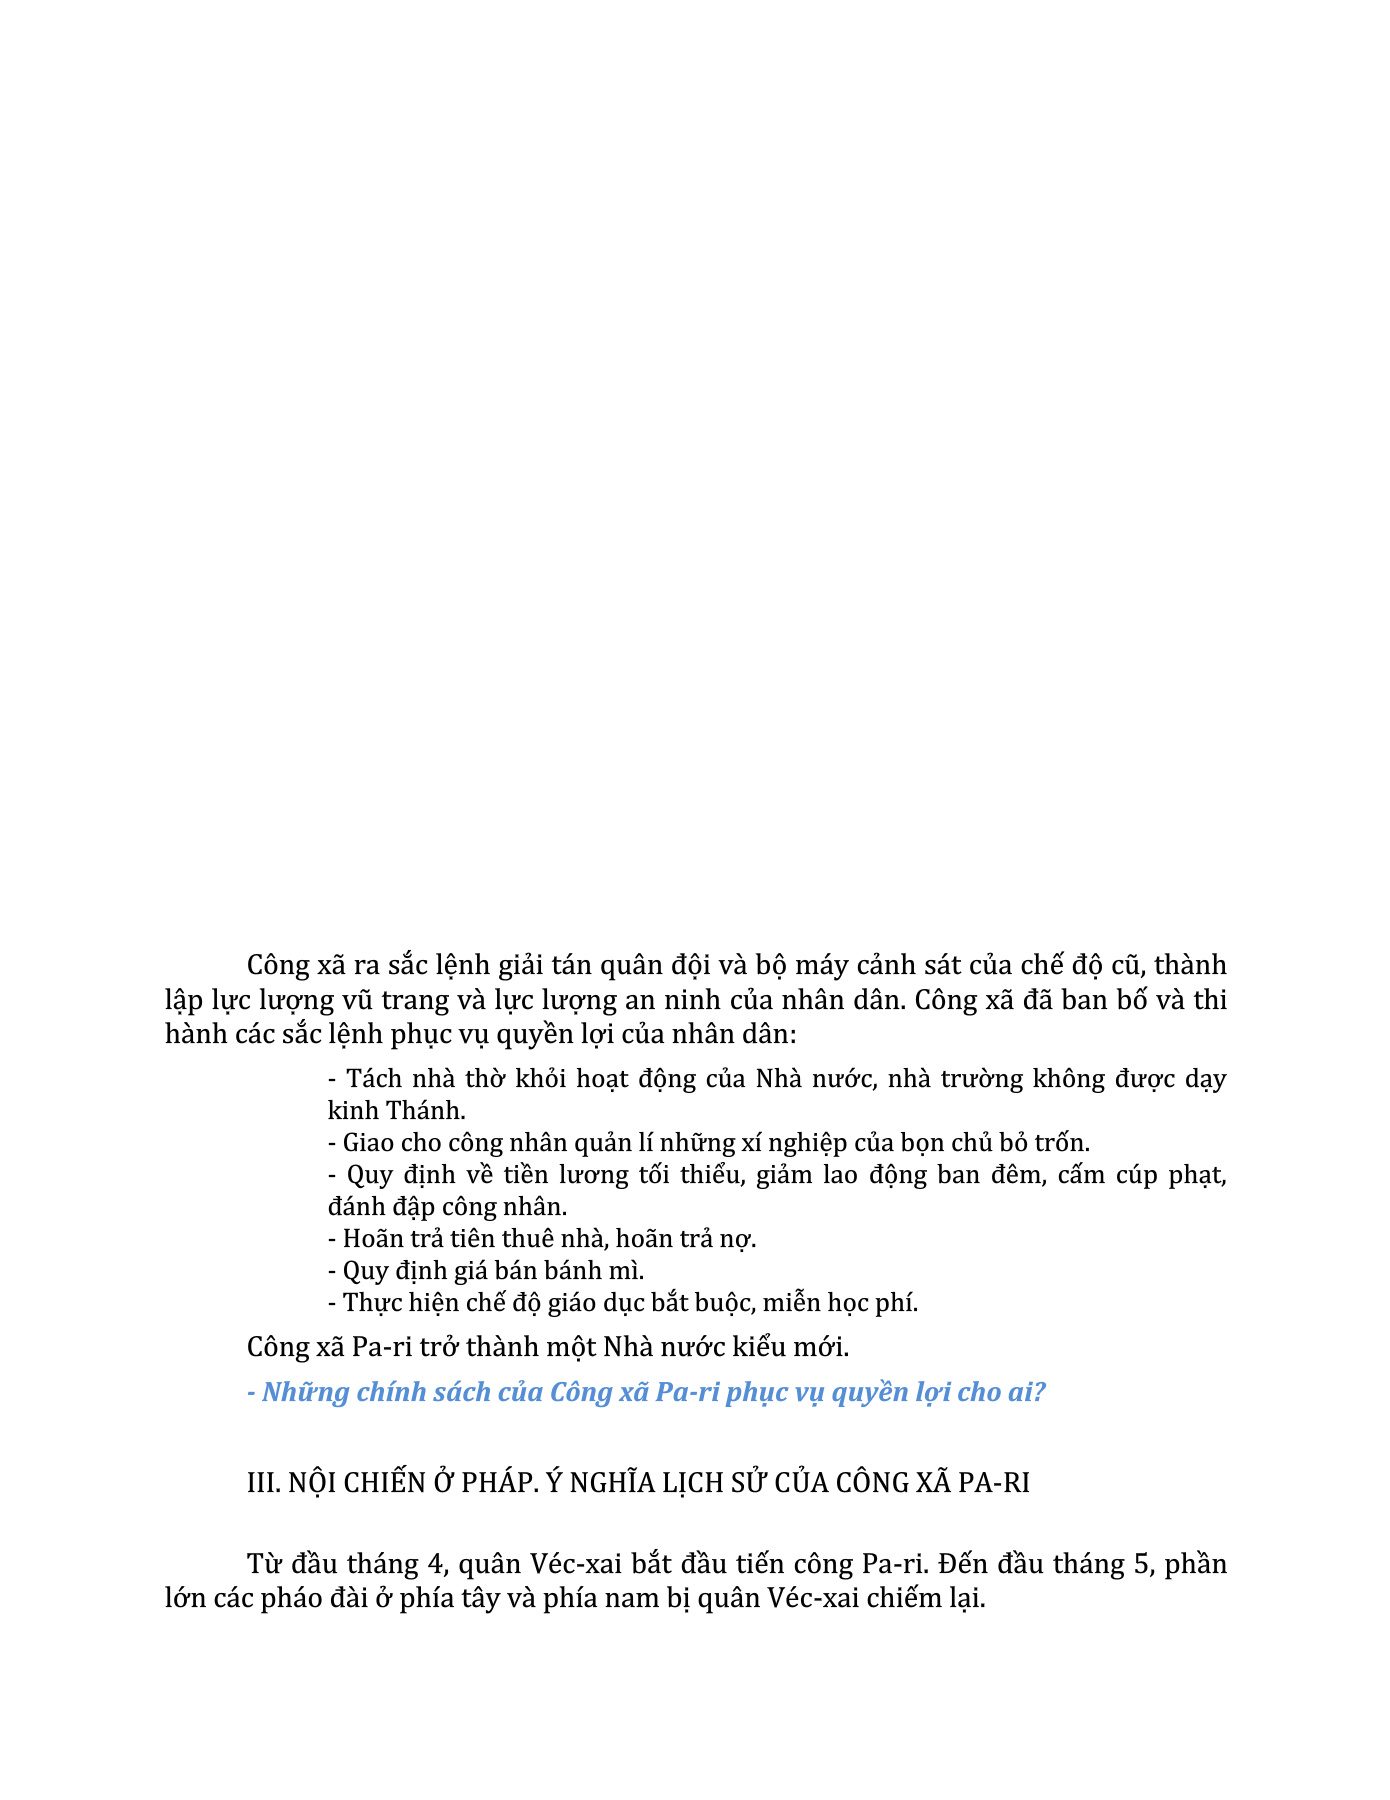 Công xã ra sắc lệnh giải tán quân đội và bộ máy cảnh sát của chế độ cũ, thành
lập lực lượng vũ trang và lực lượng an ninh của nhân dân. Công xã đã ban bố và thi
hành các sắc lệnh phục vụ quyền lợi của nhân dân:
- Tách nhà thờ khỏi hoạt động của Nhà nước, nhà trường không được dạy
kinh Thánh.
- Giao cho công nhân quản lí những xí nghiệp của bọn chủ bỏ trốn.
- Quy định về tiền lương tối thiểu, giảm lao động ban đêm, cấm cúp phạt,
đánh đập công nhân.
- Hoãn trả tiên thuê nhà, hoãn trả nợ.
- Quy định giá bán bánh mì.
- Thực hiện chế độ giáo dục bắt buộc, miễn học phí.
Công xã Pa-ri trở thành một Nhà nước kiểu mới.
- Những chính sách của Công xã Pa-ri phục vụ quyền lợi cho ai?
III. NỘI CHIẾN Ở PHÁP. Ý NGHĨA LỊCH SỬ CỦA CÔNG XÃ PA-RI
Từ đầu tháng 4, quân Véc-xai bắt đầu tiến công Pa-ri. Đến đầu tháng 5, phần
lớn các pháo đài ở phía tây và phía nam bị quân Véc-xai chiếm lại.